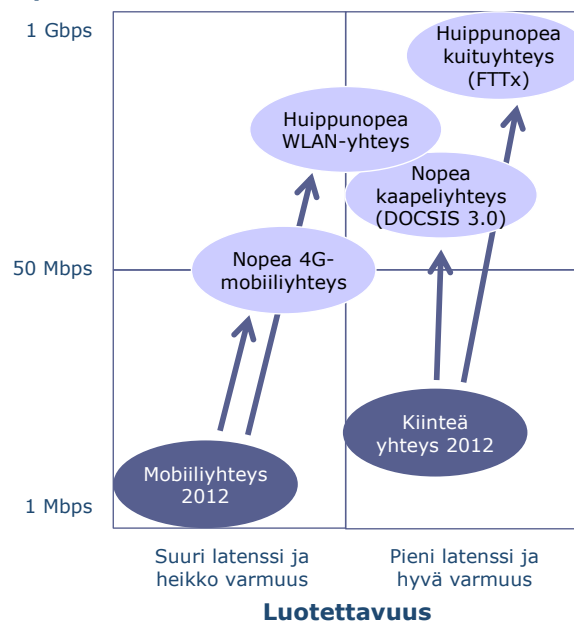 1 Gbps
Huippunopea
kuituyhteys
(FTTx)
Huippunopea
WLAN-yhteys
Nopea
kaapeliyhteys
(DOCSIS 3.0)
50 Mbps
Nopea 4G-
mobiiliyhteys
Kiinteä
yhteys 2012
Mobiiliyhteys
2012
1 Mbps
Suuri latenssi ja
heikko varmuus
Pieni latenssi ja
hyvä varmuus
Luotettavuus